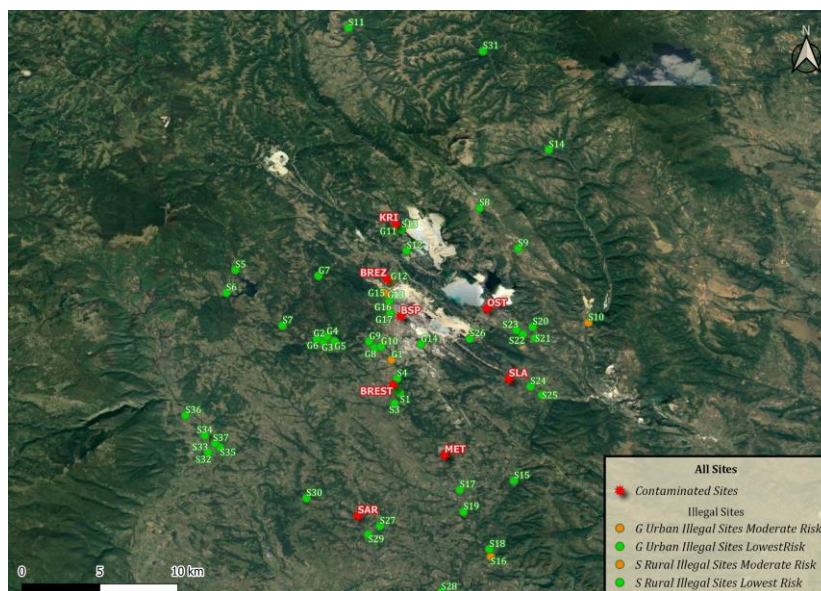 S11
N
S31
S14
S8
KRI
S13
G11
S12
S9
S5
G7
BREZ
G12
S6
G15
G13
OST
G16
BSP
G17
S7
S10
G2
G4
G9
S26
S23
S20
G6
G3
G5
G8
G10
G14
S22
S21
G1
S4
SLA
BREST
S24
S1
S25
S3
S36
S34
S37
S33
S35
S32
MET
S17
S15
S30
SAR
S19
S27
S29
S18
S16
S28
0 5 10 km
All Sites
Contaminated Sites
Illegal Sites
G Urban Illegal Sites Moderate Risk
G Urban Illegal Sites LowestRisk
S Rural Illegal Sites Moderate Risk
S Rural Illegal Sites Lowest Risk